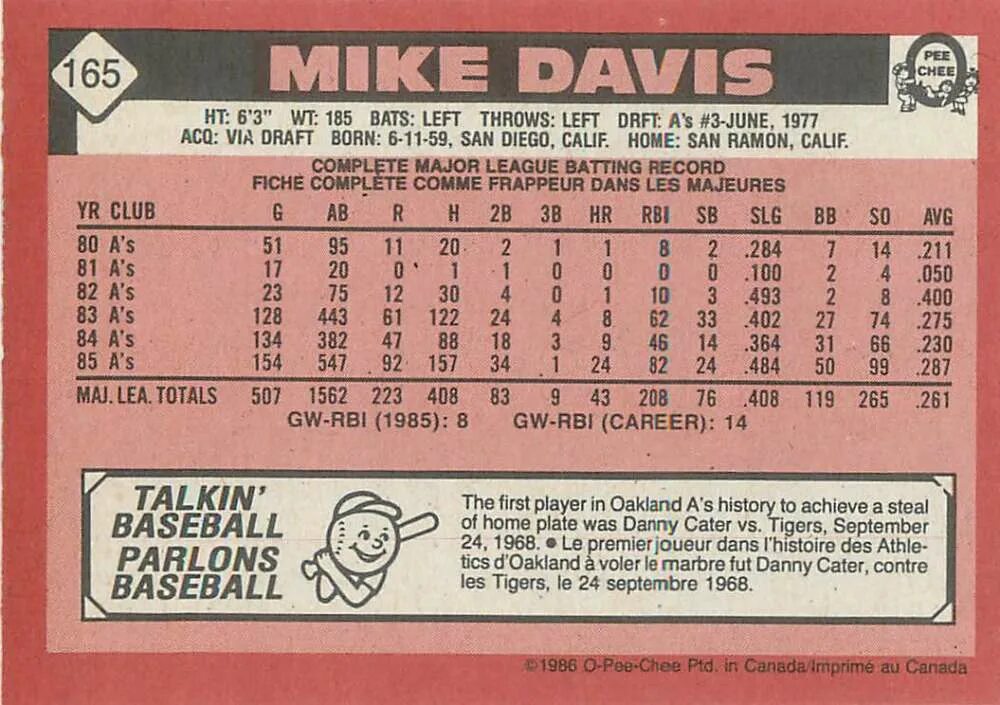 165
MIKE DAVIS
PEE
CHEE
HT: 6'3" WT: 185 BATS: LEFT THROWS: LEFT DRFT: A's #3-JUNE, 1977
ACQ: VIA DRAFT BORN: 6-11-59, SAN DIEGO, CALIF. HOME: SAN RAMON, CALIF.
COMPLETE MAJOR LEAGUE BATTING RECORD
FICHE COMPLÈTE COMME FRAPPEUR DANS LES MAJEURES
YR CLUB G AB R H 2B 3B HR RBI SB SLG BB SO AVG
80 A's 51 95 11 20 2 1 1 8 2 .284 7 14 .211
81 A's 17 20 0 1 1 0 0 0 0 .100 2 4 .050
82 A's 23 75 12 30 4 0 1 10 3 .493 2 8 .400
83 A's 128 443 61 122 24 4 8 62 33 .402 27 74 .275
84 A's 134 382 47 88 18 3 9 46 14 .364 31 66 .230
85 A's 154 547 92 157 34 1 24 82 24 .484 50 99 .287
MAJ. LEA. TOTALS 507 1562 223 408 83 9 43 208 76 .408 119 265 .261
GW-RBI (1985): 8 GW-RBI (CAREER): 14
TALKIN'
BASEBALL
PARLONS
BASEBALL
The first player in Oakland A's history to achieve a steal
of home plate was Danny Cater vs. Tigers, September
24, 1968. ● Le premier joueur dans l'histoire des Athle-
tics d'Oakland à voler le marbre fut Danny Cater, contre
les Tigers, le 24 septembre 1968.
©1986 O-Pee-Chee Ptd. in Canada/Imprimé au Canada